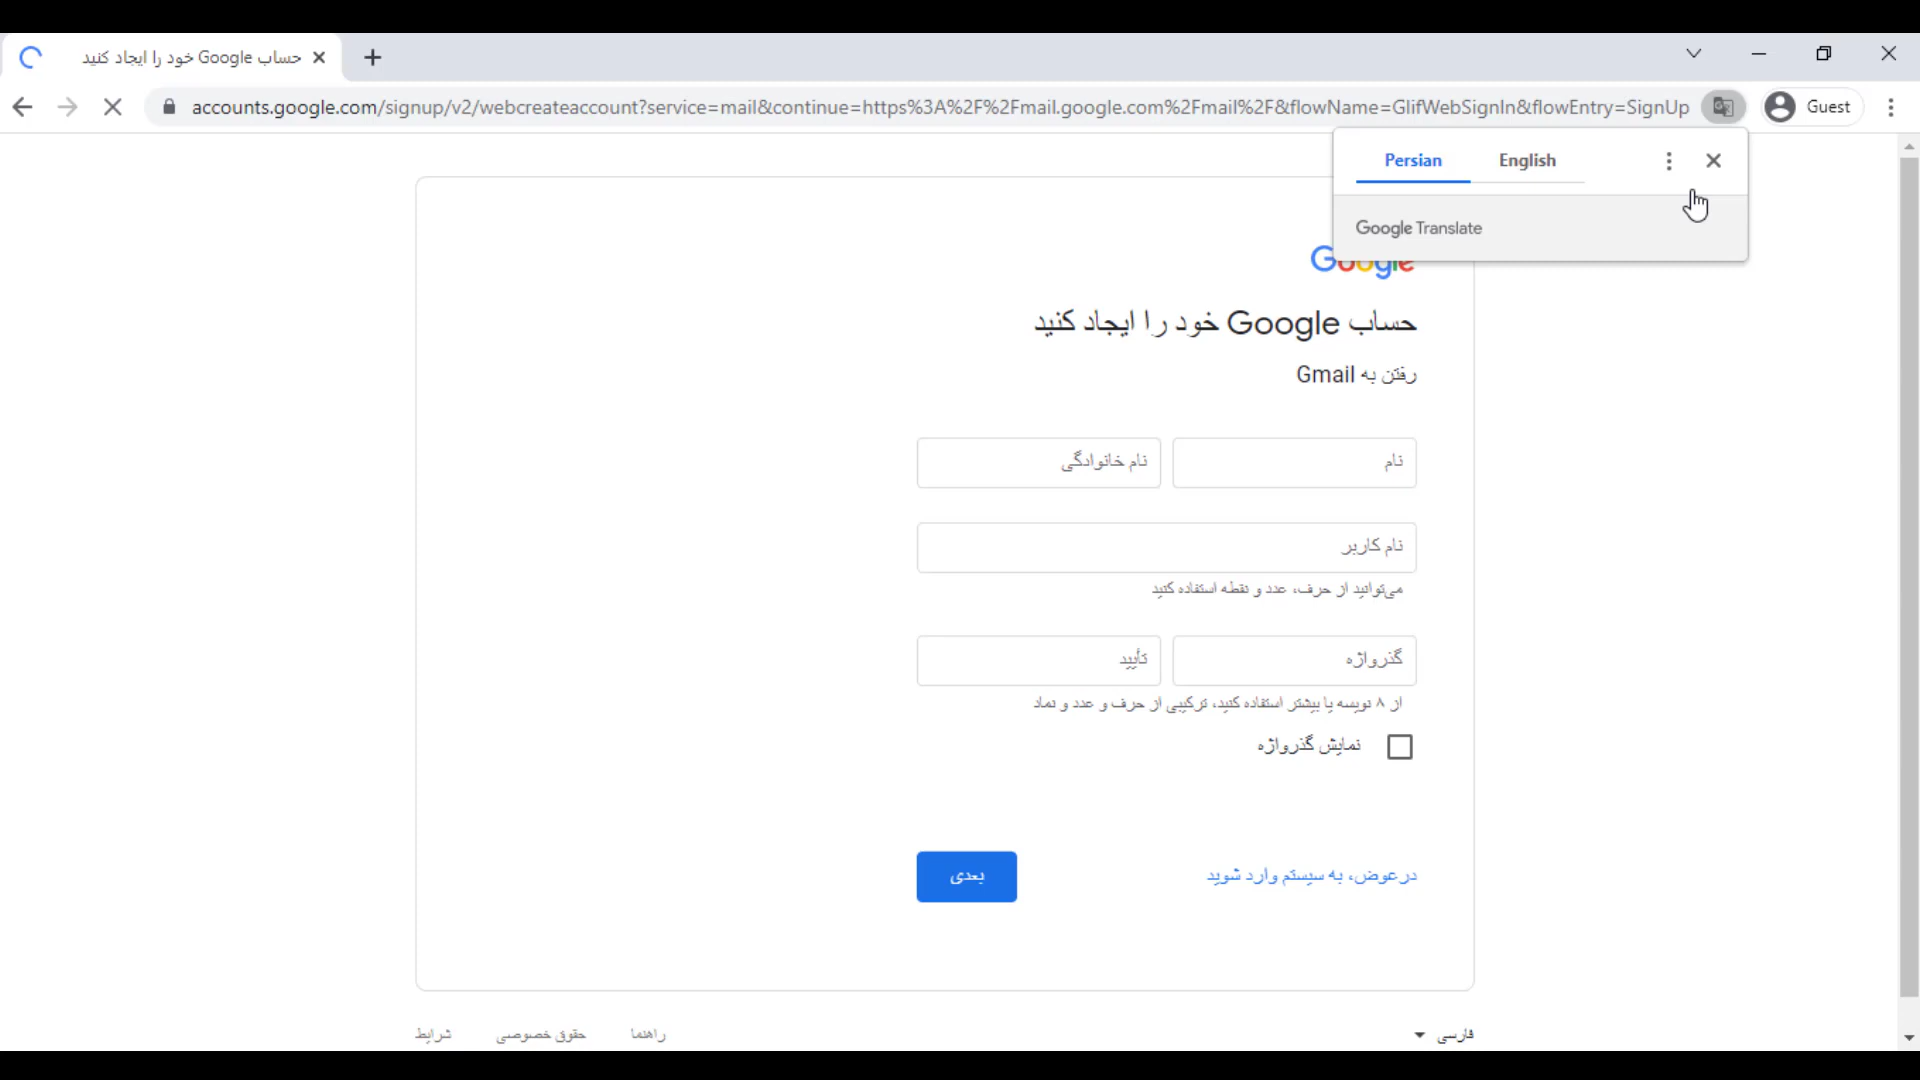 حساب Google خود را ایجاد کنید
accounts.google.com/signup/v2/webcreateaccount?service=mail&continue=https%3A%2F%2Fmail.google.com%2Fmail%2F&flowName=GlifWebSignIn&flowEntry=SignUp
Guest
Persian English
Google Translate
Google
حساب Google خود را ایجاد کنید
رفتن به Gmail
نام نام خانوادگی
نام کاربر
می‌توانید از حرف، عدد و نقطه استفاده کنید
گذرواژه تأیید
از ۸ نویسه یا بیشتر استفاده کنید، ترکیبی از حرف و عدد و نماد
نمایش گذرواژه
درعوض، به سیستم وارد شوید بعدی
فارسی راهنما حقوق خصوصی شرایط